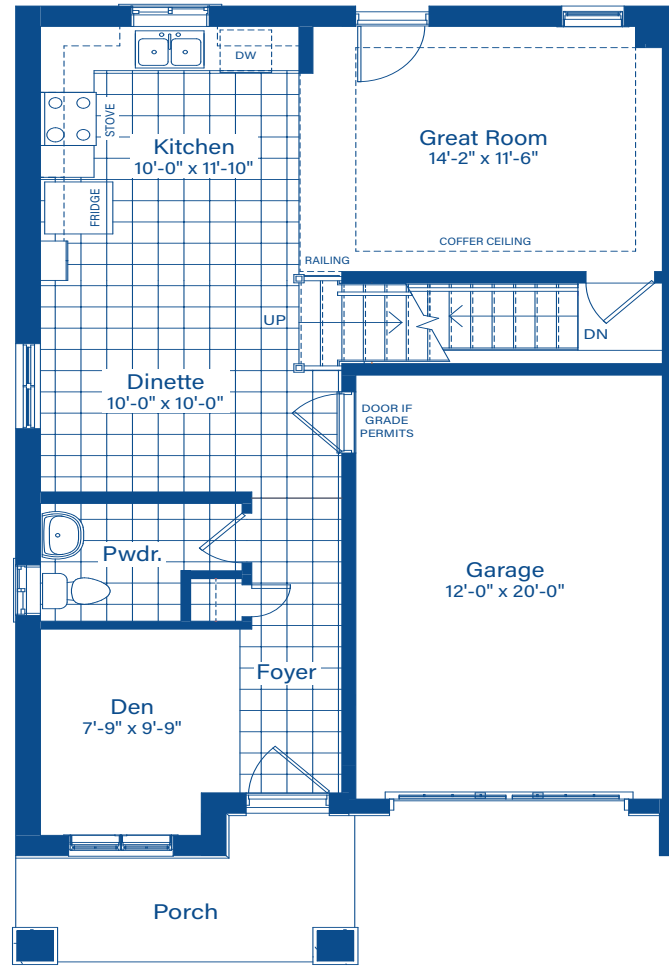 DW
STOVE
Kitchen
10'-0" x 11'-10"
Great Room
14'-2" x 11'-6"
FRIDGE
COFFER CEILING
RAILING
UP
DN
Dinette
10'-0" x 10'-0"
DOOR IF
GRADE
PERMITS
Pwdr.
Garage
12'-0" x 20'-0"
Foyer
Den
7'-9" x 9'-9"
Porch